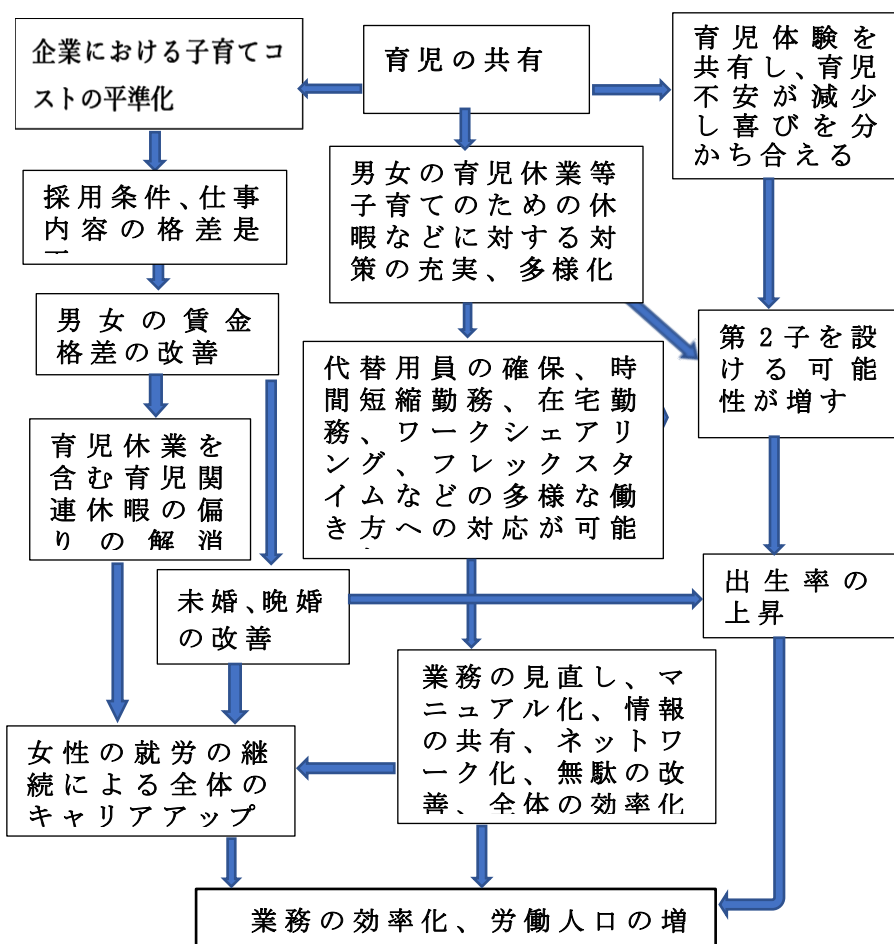 企業における子育てコ
ストの平準化
育児の共有
育児体験を
共有し、育児
不安が減少
し喜びを分
かち合える
採用条件、仕事
内容の格差是
男女の育児休業等
子育てのための休
暇などに対する対
策の充実、多様化
男女の賃金
格差の改善
第2子を設
ける可能
性が増す
代替用員の確保、時
間短縮勤務、在宅勤
務、ワークシェアリ
ング、フレックスタ
イムなどの多様な働
き方への対応が可能
育児休業を
含む育児関
連休暇の偏
りの解消
未婚、晩婚
の改善
出生率の
上昇
業務の見直し、マ
ニュアル化、情報
の共有、ネットワ
ーク化、無駄の改
善、全体の効率化
女性の就労の継
続による全体の
キャリアアップ
業務の効率化、労働人口の増